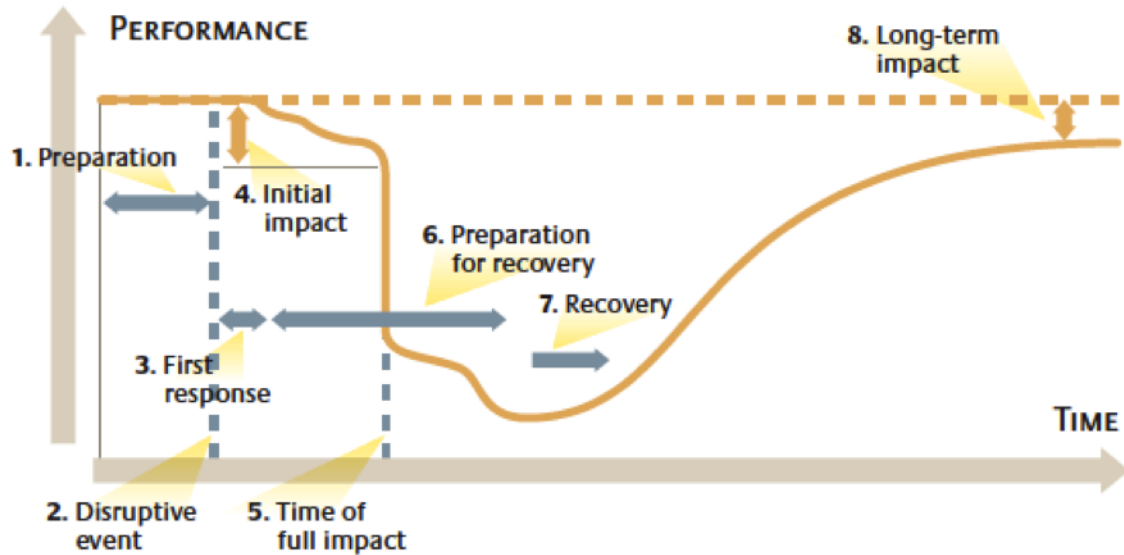 PERFORMANCE
8. Long-term
impact
1. Preparation
4. Initial
impact
6. Preparation
for recovery
7. Recovery
3. First
response
TIME
2. Disruptive
event
5. Time of
full impact